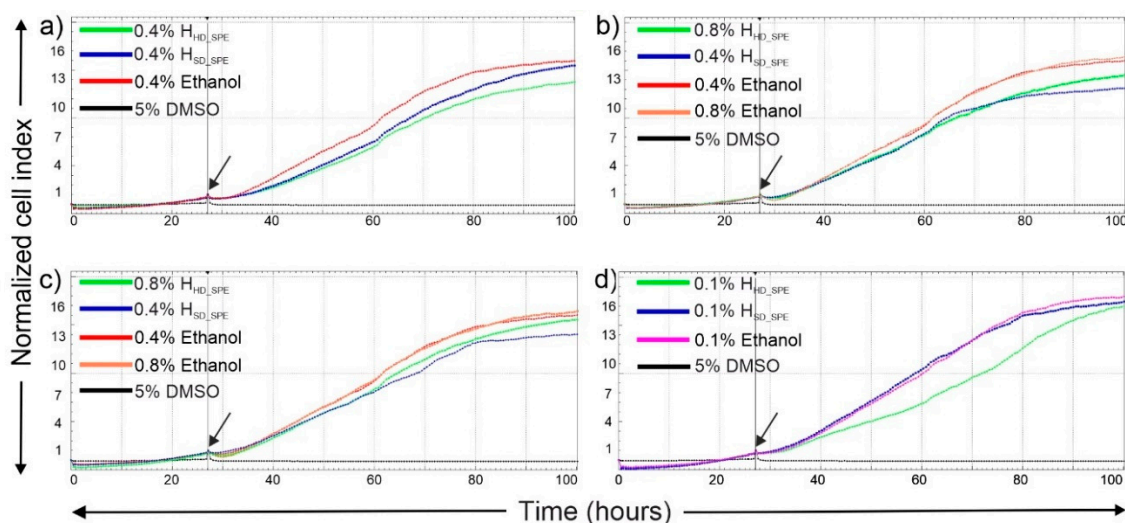 Normalized cell index
a)
0.4% H_HD_SPE
0.4% H_SD_SPE
0.4% Ethanol
5% DMSO
16
13
10
7
4
1
0 20 40 60 80 100
b)
0.8% H_HD_SPE
0.4% H_SD_SPE
0.4% Ethanol
0.8% Ethanol
5% DMSO
16
13
10
7
4
1
0 20 40 60 80 100
c)
0.8% H_HD_SPE
0.4% H_SD_SPE
0.4% Ethanol
0.8% Ethanol
5% DMSO
16
13
10
7
4
1
0 20 40 60 80 100
d)
0.1% H_HD_SPE
0.1% H_SD_SPE
0.1% Ethanol
5% DMSO
16
13
10
7
4
1
0 20 40 60 80 100
Time (hours)